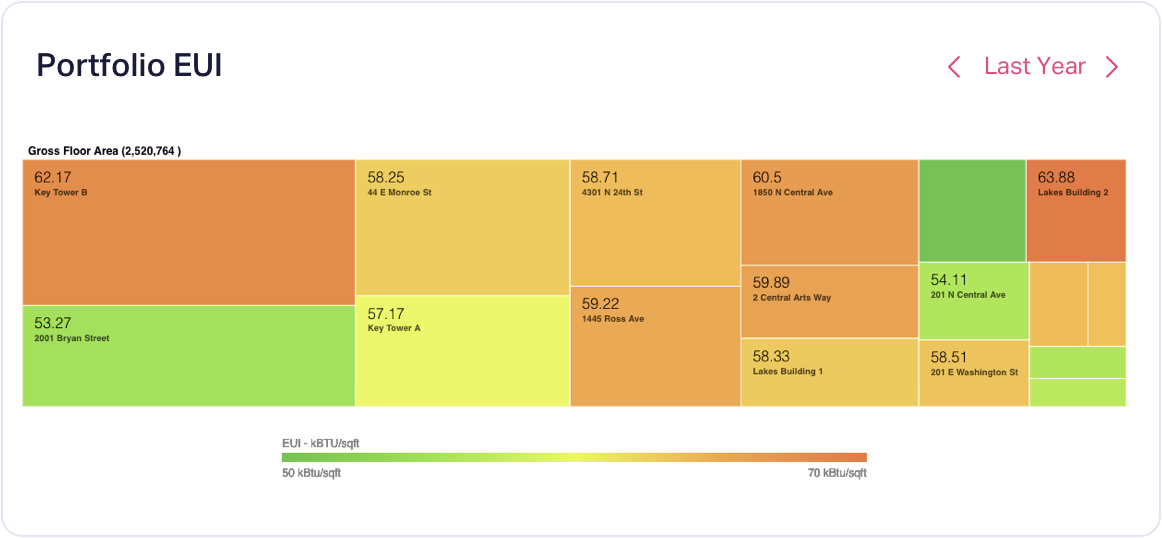 Portfolio EUI
Last Year
Gross Floor Area (2,520,764 )
62.17
Key Tower B
53.27
2001 Bryan Street
58.25
44 E Monroe St
57.17
Key Tower A
58.71
4301 N 24th St
59.22
1445 Ross Ave
60.5
1850 N Central Ave
59.89
2 Central Arts Way
58.33
Lakes Building 1
63.88
Lakes Building 2
54.11
201 N Central Ave
58.51
201 E Washington St
EUI - kBTU/sqft
50 kBtu/sqft
70 kBtu/sqft